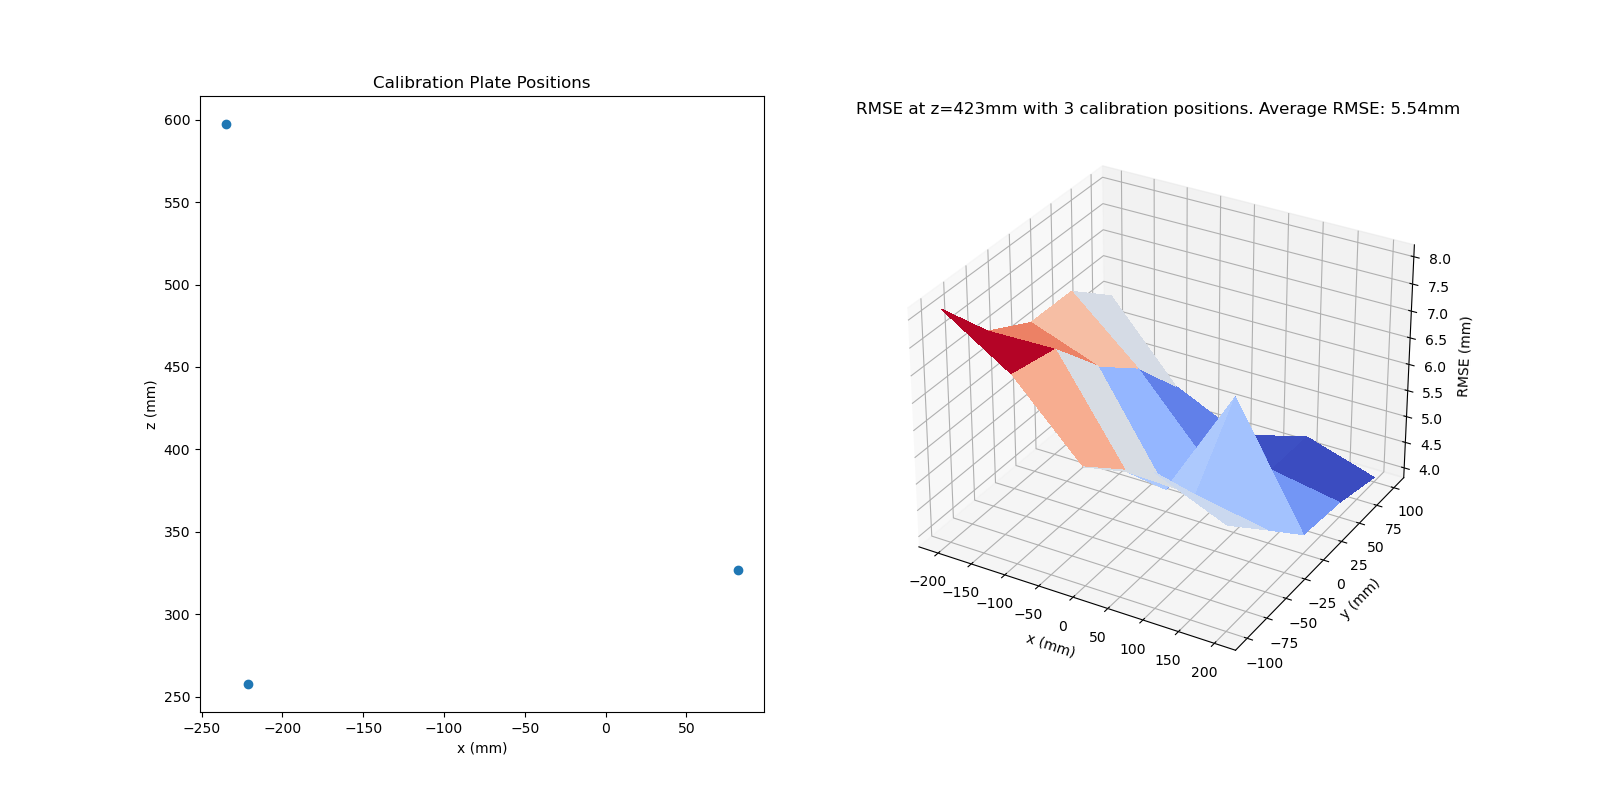 Calibration Plate Positions
600
550
500
450
400
350
300
250
z (mm)
−250 −200 −150 −100 −50 0 50
x (mm)
RMSE at z=423mm with 3 calibration positions. Average RMSE: 5.54mm
8.0
7.5
7.0
6.5
6.0
5.5
5.0
4.5
4.0
RMSE (mm)
−200 −150 −100 −50 0 50 100 150 200
x (mm)
100
75
50
25
0
−25
−50
−75
−100
y (mm)